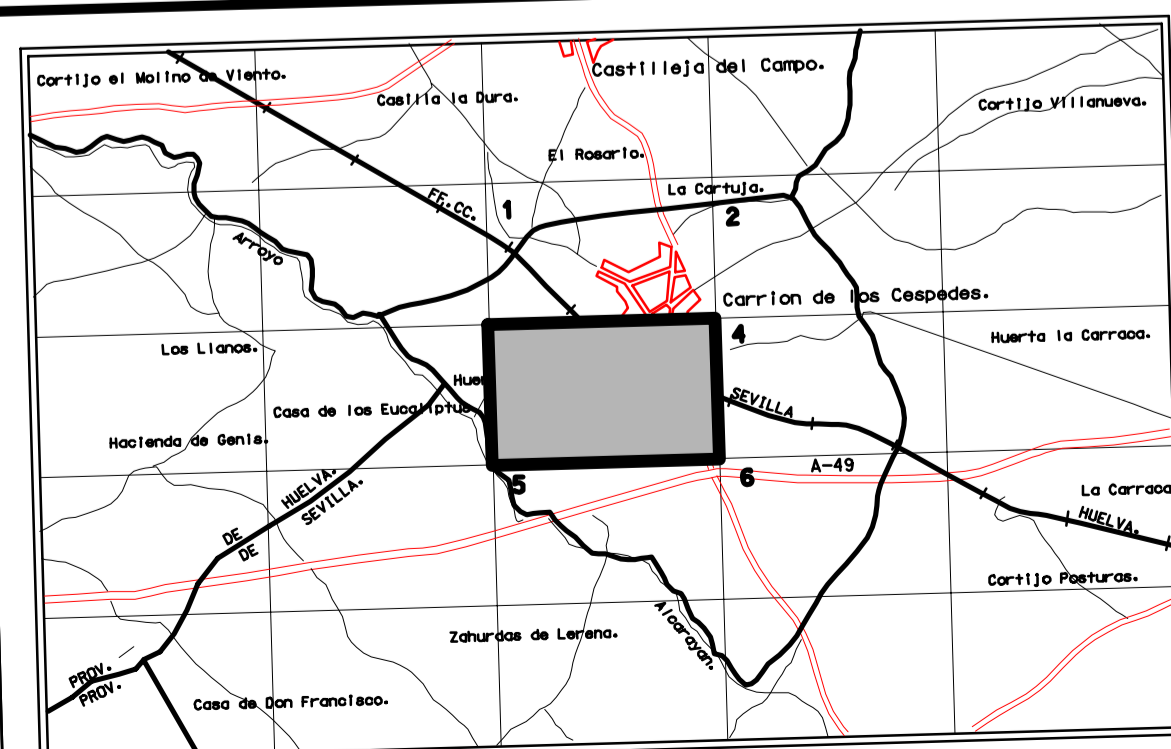 Cortijo el Molino de Viento.
Castilleja del Campo.
Casilla la Dura.
Cortijo Villanueva.
El Rosario.
La Cartuja.
FF.CC.
1
2
Arroyo
Carrion de los Cespedes.
4
Huerta la Carraca.
Los Llanos.
SEVILLA
Casa de los Eucaliptus
Hacienda de Genis.
A-49
6
5
HUELVA.
SEVILLA.
La Carraca
HUELVA.
DE
DE
Cortijo Posturas.
Zahurdas de Lerena.
Alcarayan.
PROV.
PROV.
Casa de Don Francisco.